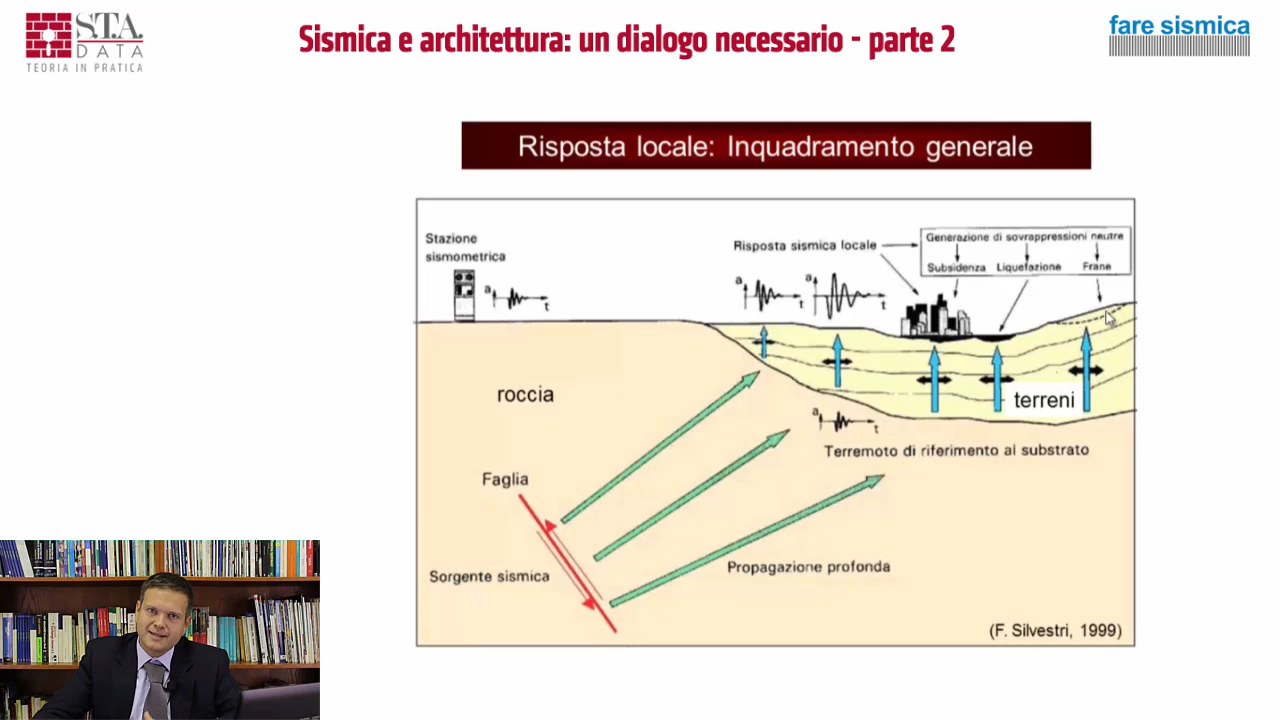 S.T.A.
DATA
TEORIA IN PRATICA
Sismica e architettura: un dialogo necessario - parte 2
fare sismica
Risposta locale: Inquadramento generale
Stazione
sismometrica
a
t
Risposta sismica locale
Generazione di sovrappressioni neutre
Subsidenza Liquefazione Frane
a
t
a
t
roccia
terreni
a
t
Terremoto di riferimento al substrato
Faglia
Sorgente sismica
Propagazione profonda
(F. Silvestri, 1999)